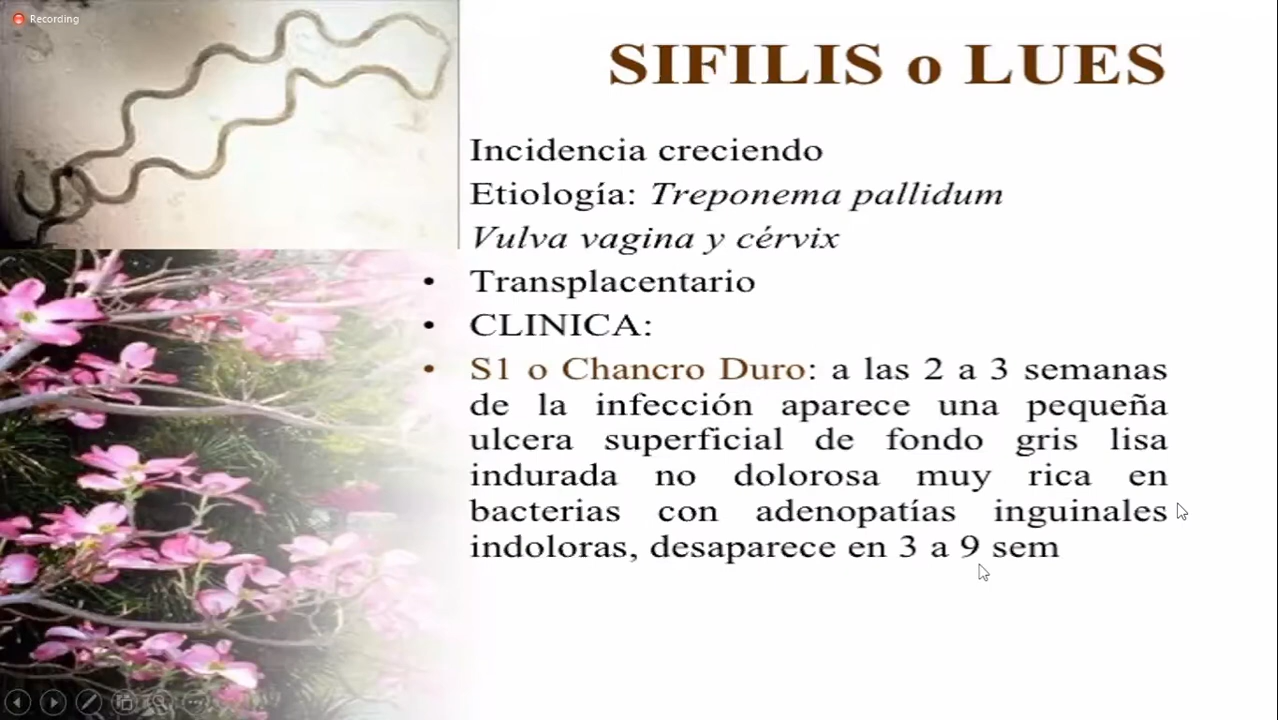 Recording
SIFILIS o LUES
Incidencia creciendo
Etiología: Treponema pallidum
Vulva vagina y cérvix
• Transplacentario
• CLINICA:
• S1 o Chancro Duro: a las 2 a 3 semanas
de la infección aparece una pequeña
ulcera superficial de fondo gris lisa
indurada no dolorosa muy rica en
bacterias con adenopatías inguinales
indoloras, desaparece en 3 a 9 sem